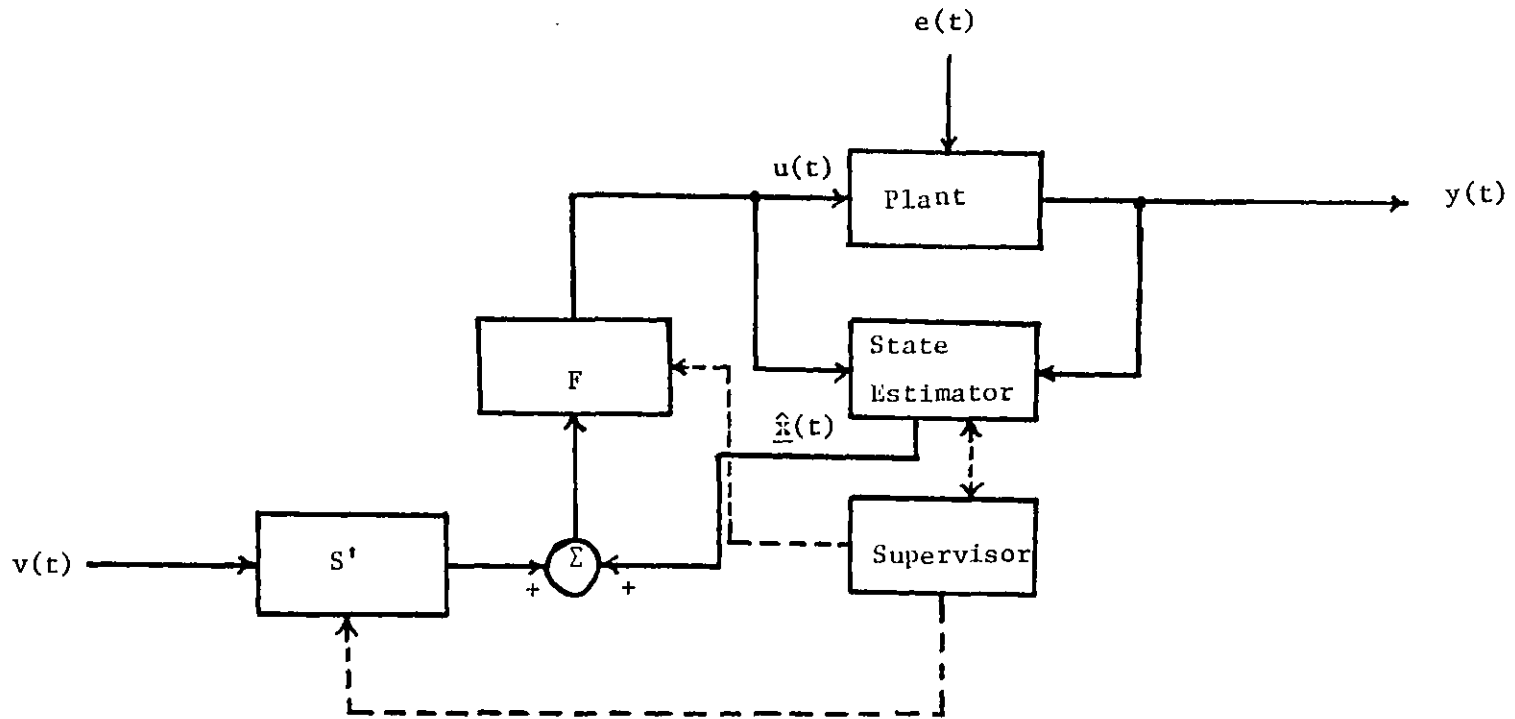 e(t)
u(t)
Plant
y(t)
State
Estimator
F
x̂(t)
Supervisor
v(t)
S'
Σ
+
+